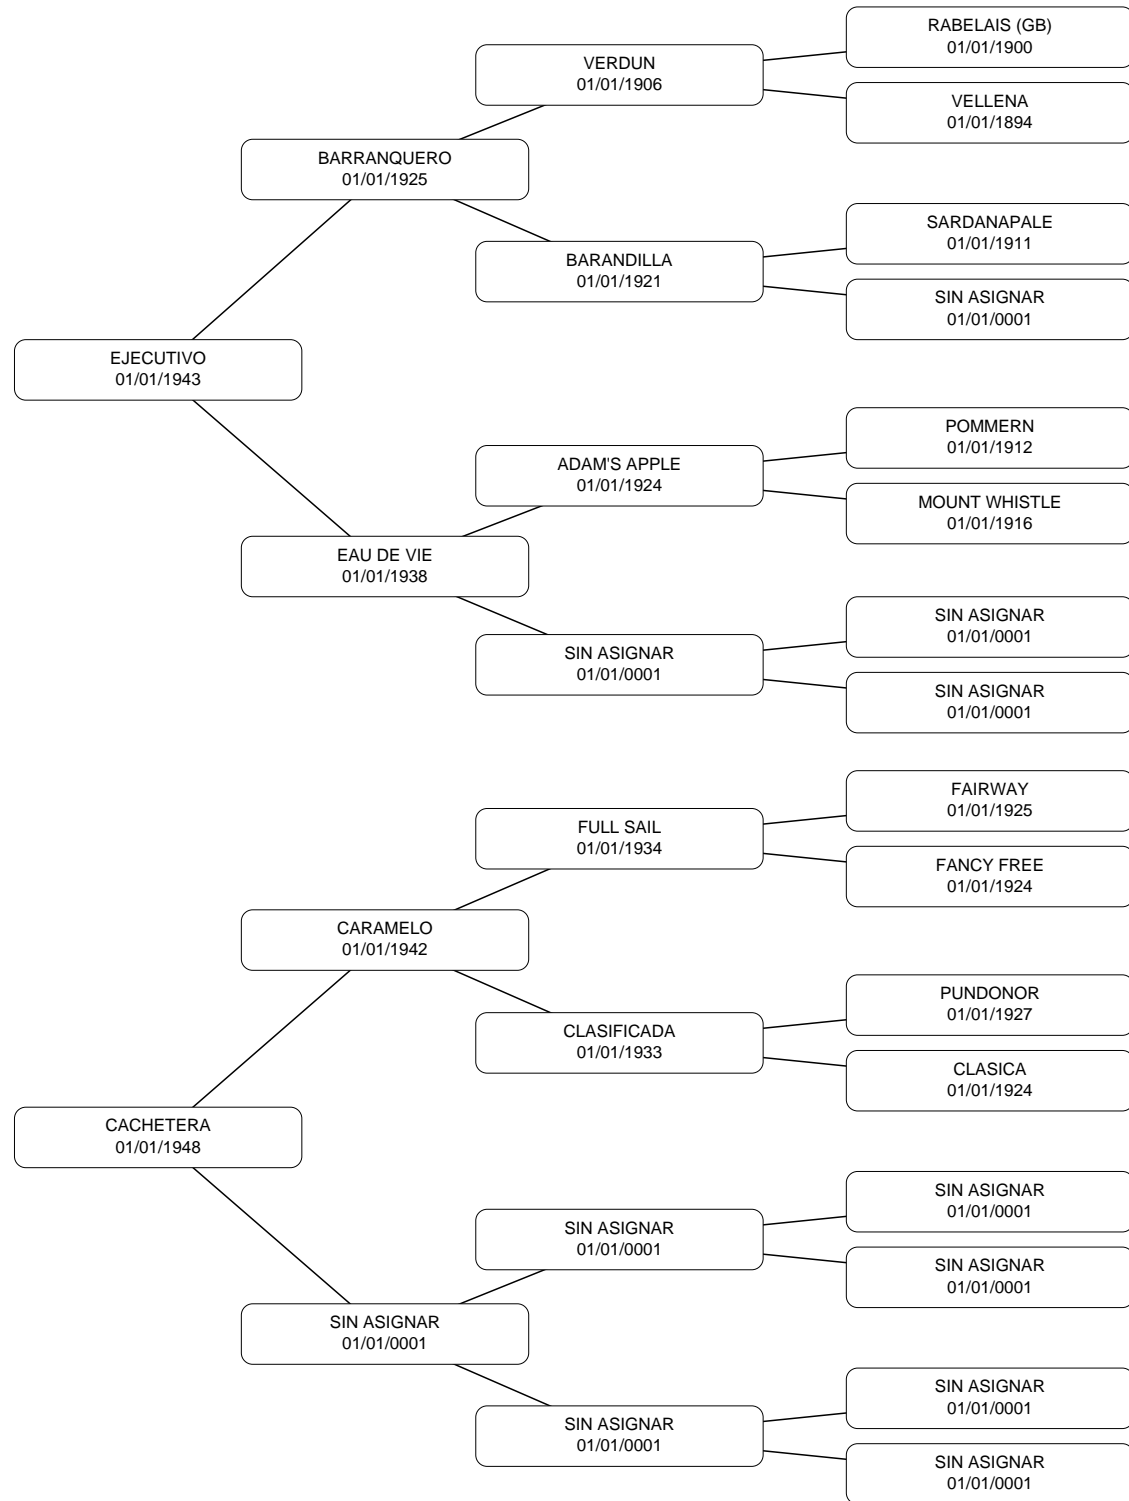 RABELAIS (GB)
01/01/1900
VERDUN
01/01/1906
VELLENA
01/01/1894
BARRANQUERO
01/01/1925
SARDANAPALE
01/01/1911
BARANDILLA
01/01/1921
SIN ASIGNAR
01/01/0001
EJECUTIVO
01/01/1943
POMMERN
01/01/1912
ADAM'S APPLE
01/01/1924
MOUNT WHISTLE
01/01/1916
EAU DE VIE
01/01/1938
SIN ASIGNAR
01/01/0001
SIN ASIGNAR
01/01/0001
SIN ASIGNAR
01/01/0001
FAIRWAY
01/01/1925
FULL SAIL
01/01/1934
FANCY FREE
01/01/1924
CARAMELO
01/01/1942
PUNDONOR
01/01/1927
CLASIFICADA
01/01/1933
CLASICA
01/01/1924
CACHETERA
01/01/1948
SIN ASIGNAR
01/01/0001
SIN ASIGNAR
01/01/0001
SIN ASIGNAR
01/01/0001
SIN ASIGNAR
01/01/0001
SIN ASIGNAR
01/01/0001
SIN ASIGNAR
01/01/0001
SIN ASIGNAR
01/01/0001